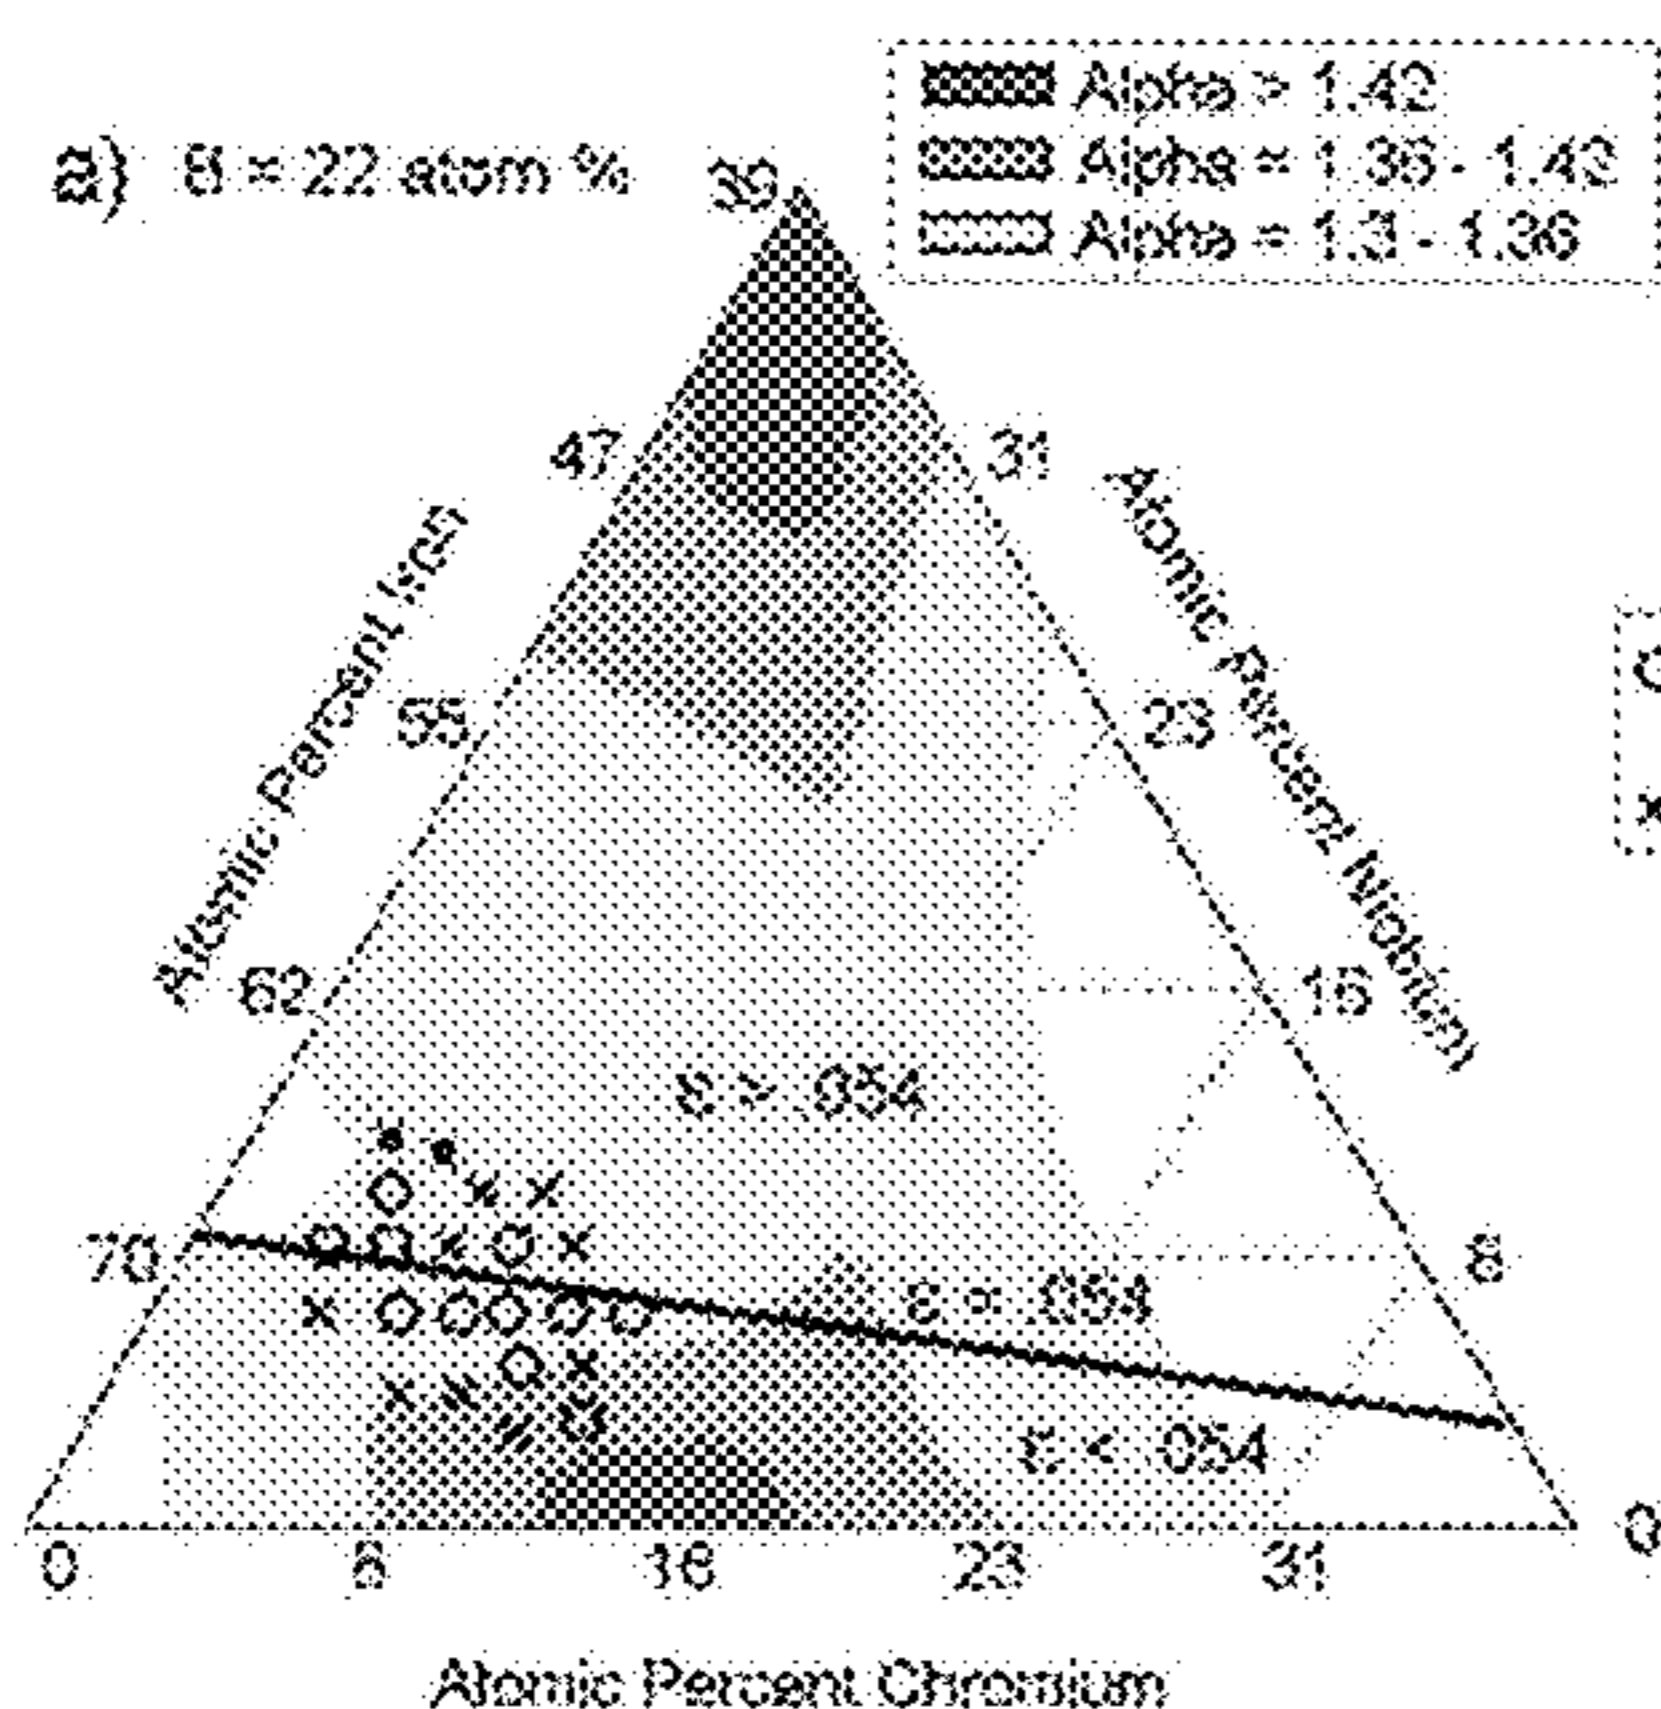 Alpha > 1.42
a) B = 22 atom %
39
Alpha = 1.36 - 1.42
Alpha = 1.3 - 1.36
47
31
Atomic Percent Iron
Atomic Percent Niobium
55
23
62
15
ε > .054
70
8
ε = .054
ε < .054
0
0
8
16
23
31
Atomic Percent Chromium